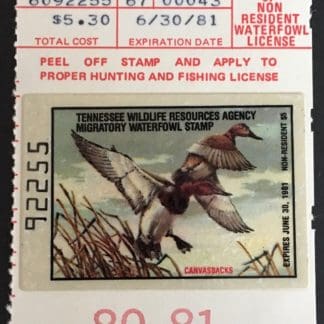 8092255 67 00043
$5.30 6/30/81
TOTAL COST EXPIRATION DATE
NON
RESIDENT
WATERFOWL
LICENSE
PEEL OFF STAMP AND APPLY TO
PROPER HUNTING AND FISHING LICENSE
TENNESSEE WILDLIFE RESOURCES AGENCY
MIGRATORY WATERFOWL STAMP
92255
EXPIRES JUNE 30, 1981 NON-RESIDENT $5
CANVASBACKS
80-81